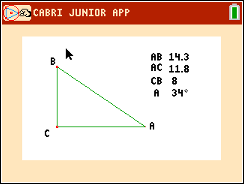 CABRI JUNIOR APP
B
AB 14.3
AC 11.8
CB 8
A 34°
C
A